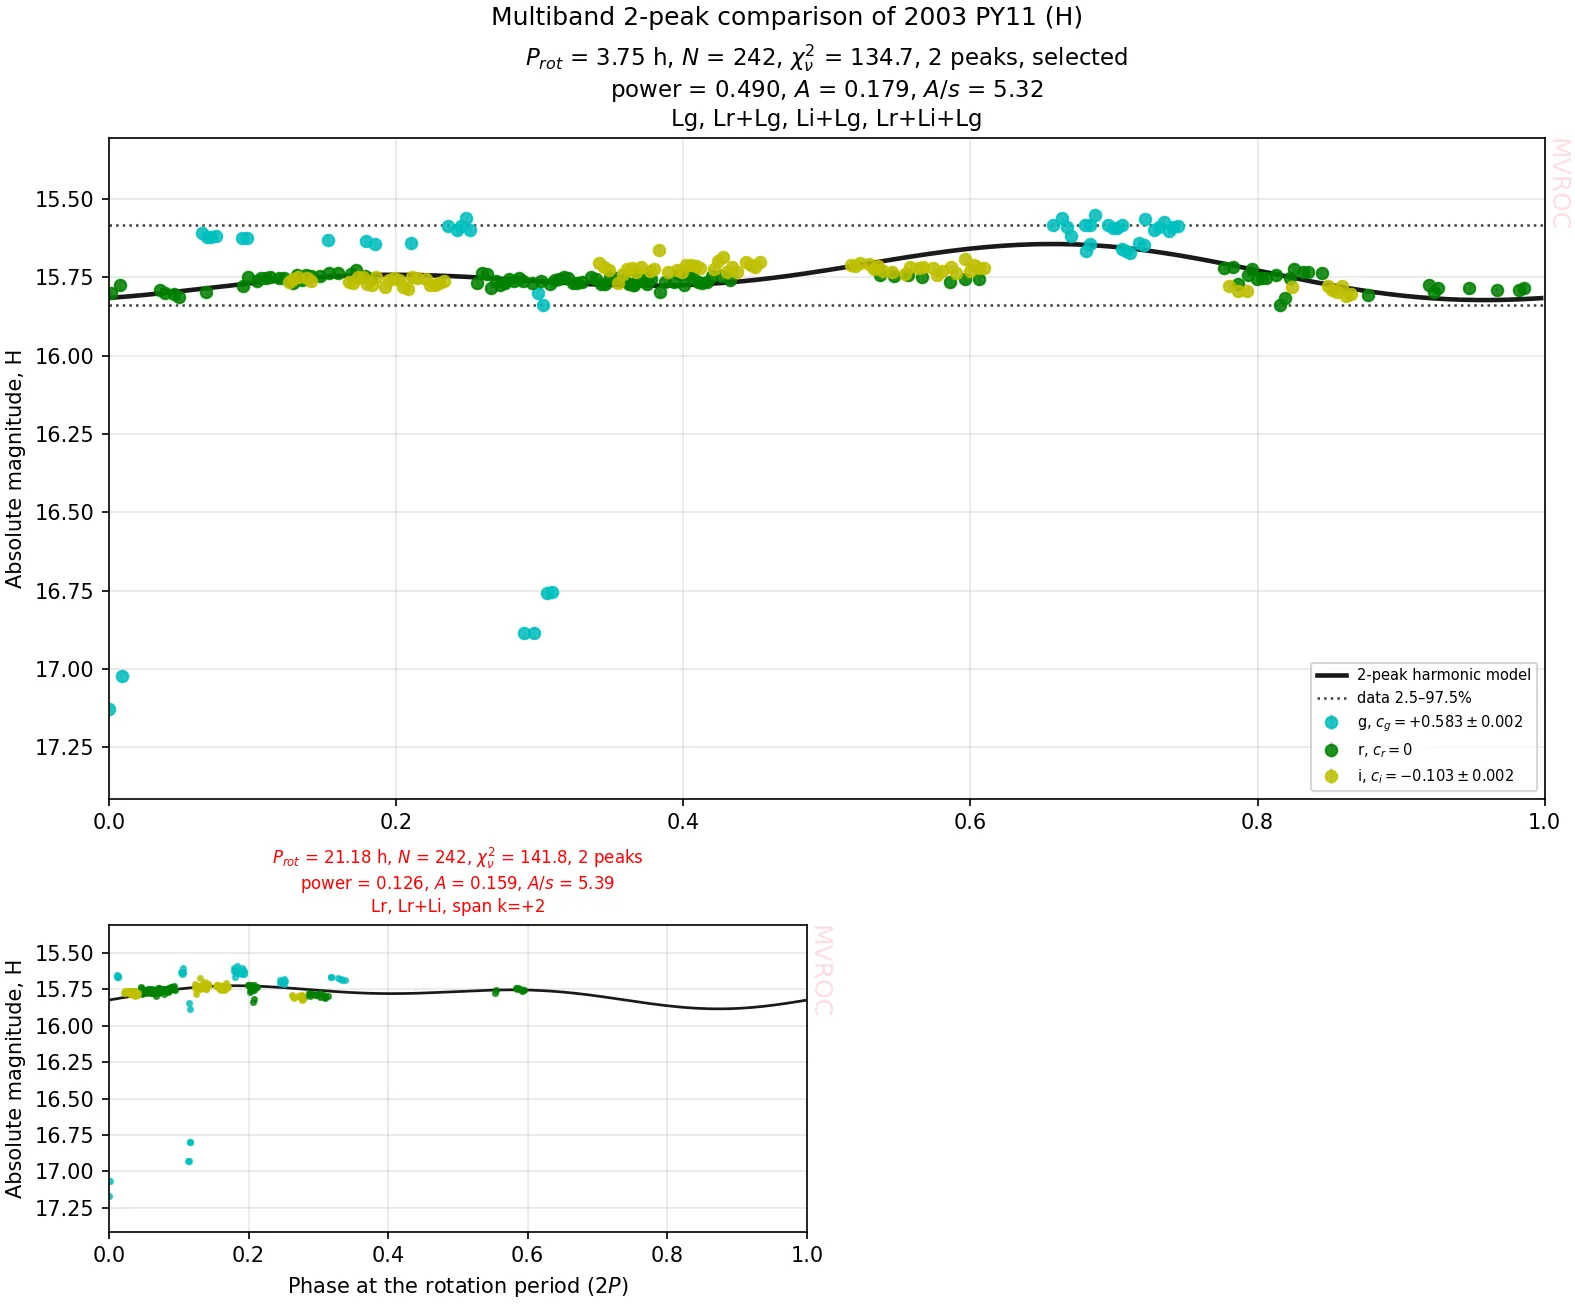 Multiband 2-peak comparison of 2003 PY11 (H)
P_rot = 3.75 h, N = 242, χ²_ν = 134.7, 2 peaks, selected
power = 0.490, A = 0.179, A/s = 5.32
Lg, Lr+Lg, Li+Lg, Lr+Li+Lg
MVROC
Absolute magnitude, H
15.50
15.75
16.00
16.25
16.50
16.75
17.00
17.25
2-peak harmonic model
data 2.5–97.5%
g, c_g = +0.583 ± 0.002
r, c_r = 0
i, c_i = −0.103 ± 0.002
0.0 0.2 0.4 0.6 0.8 1.0
P_rot = 21.18 h, N = 242, χ²_ν = 141.8, 2 peaks
power = 0.126, A = 0.159, A/s = 5.39
Lr, Lr+Li, span k=+2
MVROC
Absolute magnitude, H
15.50
15.75
16.00
16.25
16.50
16.75
17.00
17.25
0.0 0.2 0.4 0.6 0.8 1.0
Phase at the rotation period (2P)